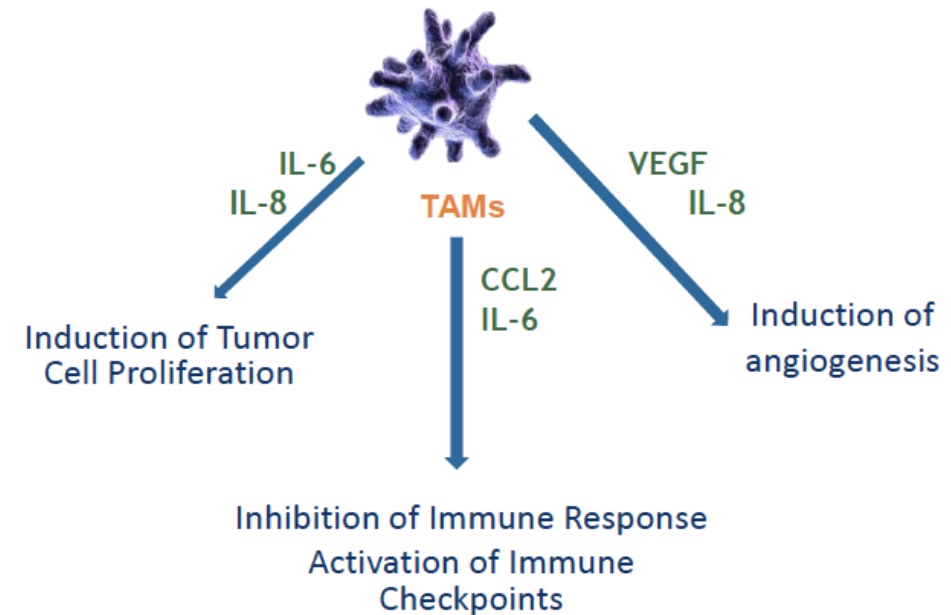 IL-6
IL-8
TAMs
VEGF
IL-8
CCL2
IL-6
Induction of Tumor
Cell Proliferation
Induction of
angiogenesis
Inhibition of Immune Response
Activation of Immune
Checkpoints